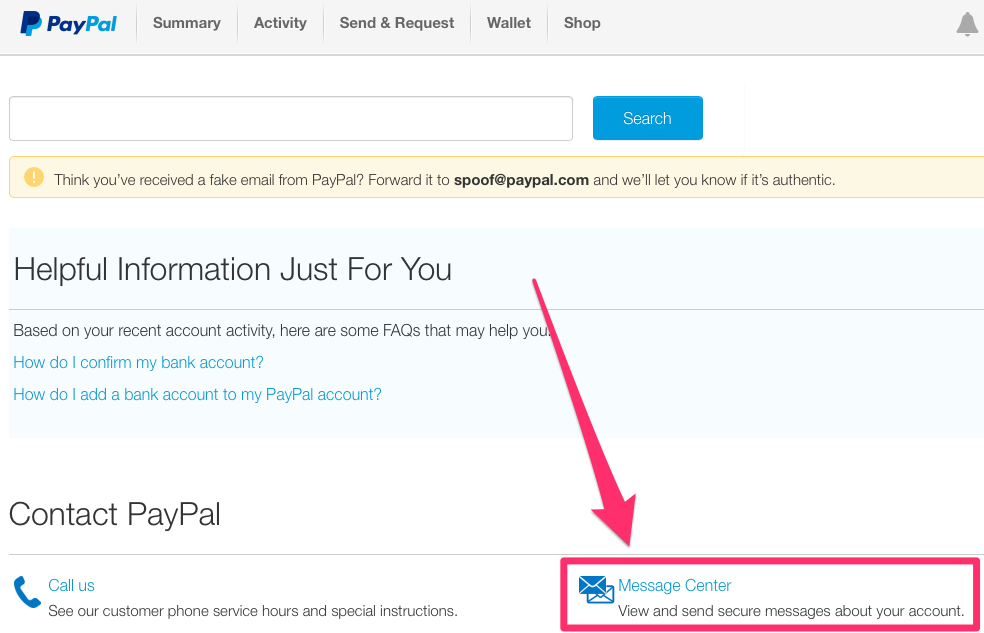 PayPal Summary Activity Send & Request Wallet Shop
Search
Think you've received a fake email from PayPal? Forward it to spoof@paypal.com and we'll let you know if it's authentic.
Helpful Information Just For You
Based on your recent account activity, here are some FAQs that may help you.
How do I confirm my bank account?
How do I add a bank account to my PayPal account?
Contact PayPal
Call us
See our customer phone service hours and special instructions.
Message Center
View and send secure messages about your account.